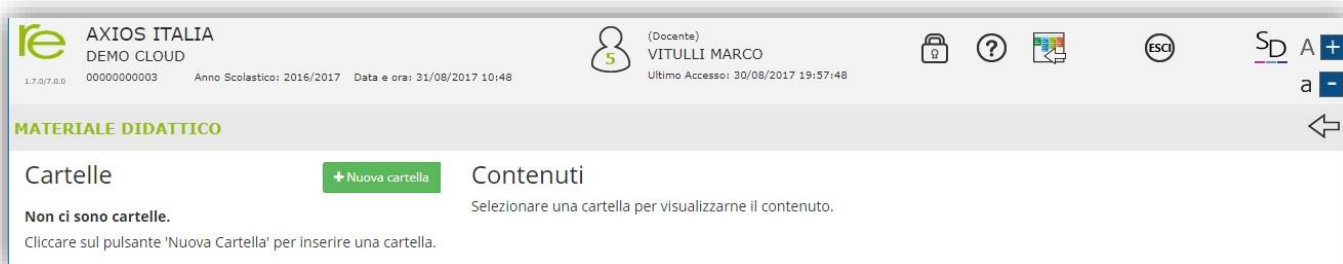 re
AXIOS ITALIA
DEMO CLOUD
1.7.0/7.0.0
00000000003 Anno Scolastico: 2016/2017 Data e ora: 31/08/2017 10:48
5
(Docente)
VITULLI MARCO
Ultimo Accesso: 30/08/2017 19:57:48
?
ESCI
SD
A +
a -
MATERIALE DIDATTICO
Cartelle
+ Nuova cartella
Non ci sono cartelle.
Cliccare sul pulsante 'Nuova Cartella' per inserire una cartella.
Contenuti
Selezionare una cartella per visualizzarne il contenuto.